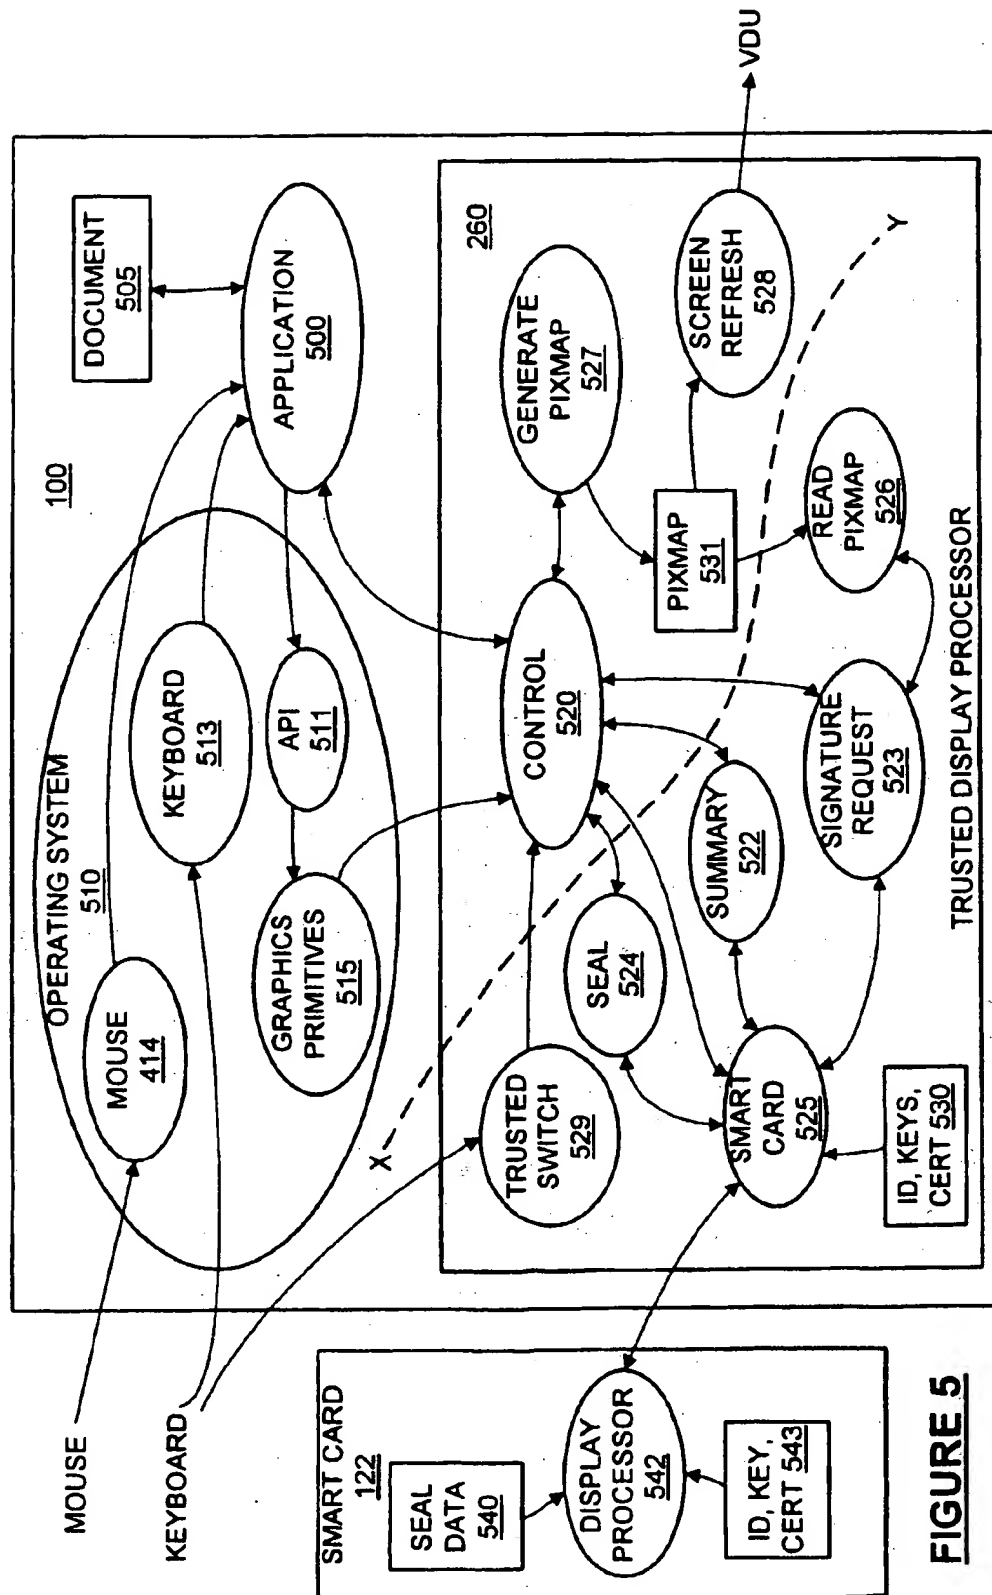 MOUSE
KEYBOARD
100
OPERATING SYSTEM
510
MOUSE
414
KEYBOARD
513
GRAPHICS
PRIMITIVES
515
API
511
APPLICATION
500
DOCUMENT
505
X
Y
260
TRUSTED
SWITCH
529
CONTROL
520
GENERATE
PIXMAP
527
SEAL
524
PIXMAP
531
SCREEN
REFRESH
528
VDU
SUMMARY
522
SMART
CARD
525
SIGNATURE
REQUEST
523
READ
PIXMAP
526
ID, KEYS,
CERT 530
TRUSTED DISPLAY PROCESSOR
SMART CARD
122
SEAL
DATA
540
DISPLAY
PROCESSOR
542
ID, KEY,
CERT 543
FIGURE 5